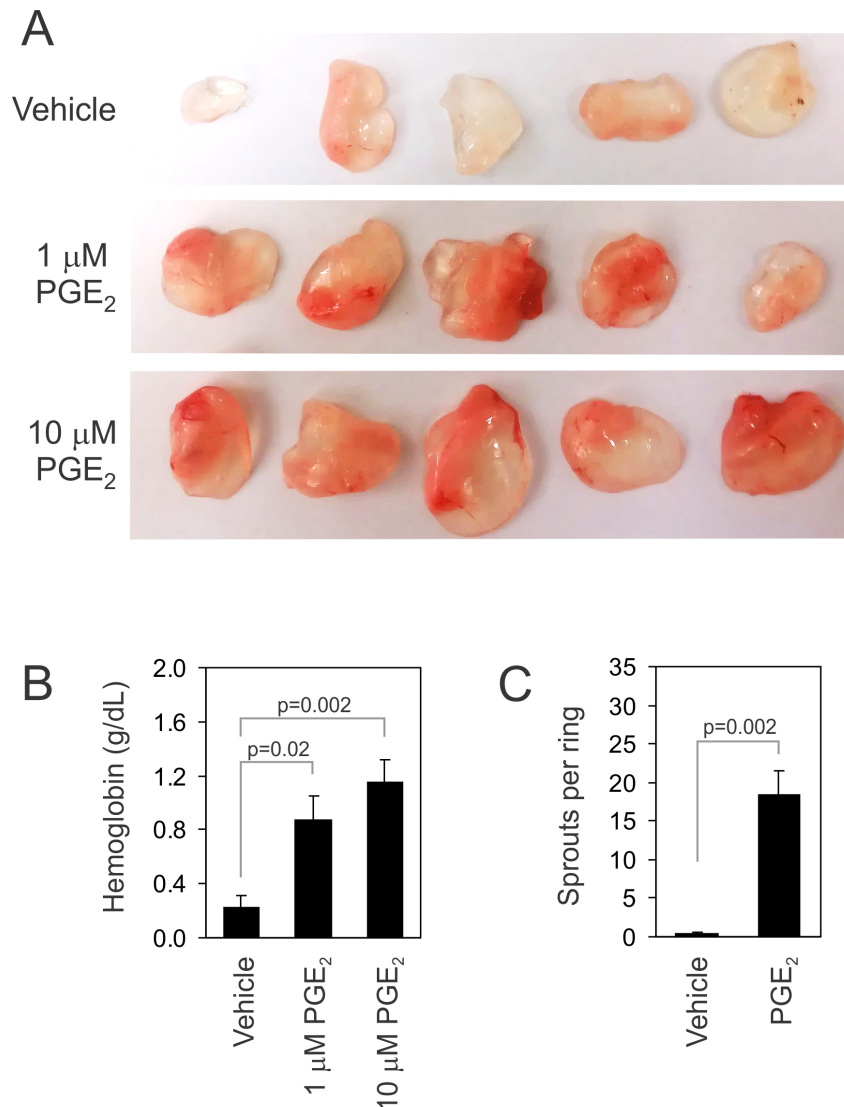 A
Vehicle
1 μM
PGE₂
10 μM
PGE₂
B
Hemoglobin (g/dL)
2.0
1.6
1.2
0.8
0.4
0.0
p=0.002
p=0.02
Vehicle
1 μM PGE₂
10 μM PGE₂
C
Sprouts per ring
35
30
25
20
15
10
5
0
p=0.002
Vehicle
PGE₂